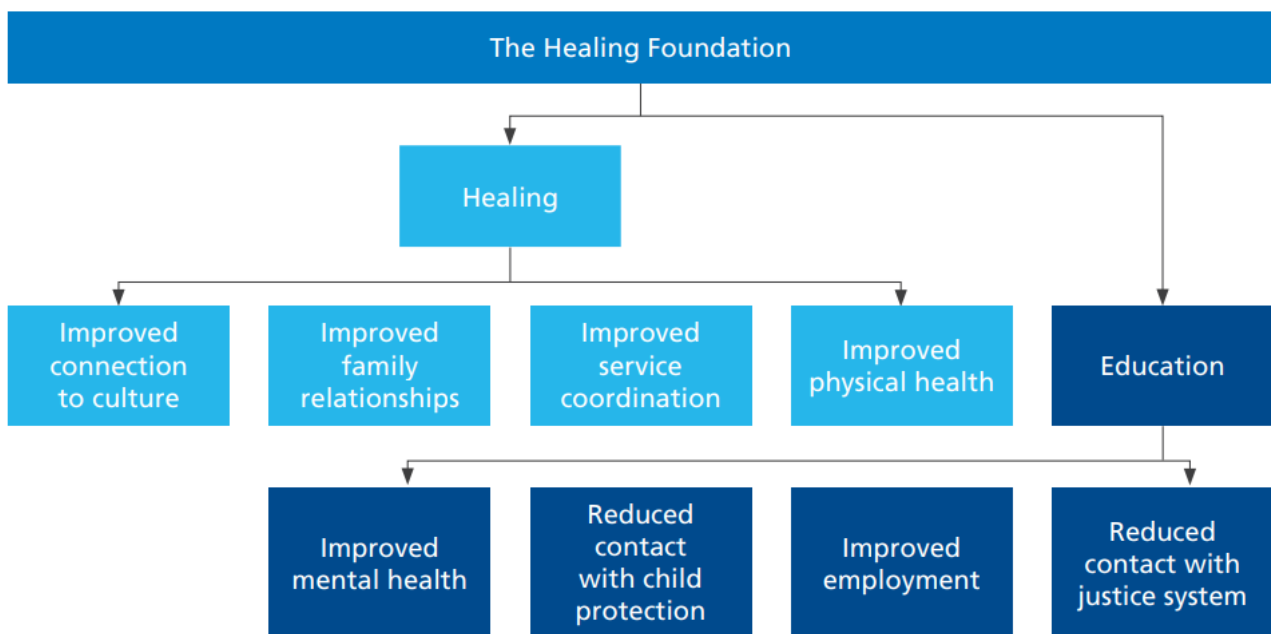 The Healing Foundation
Healing
Improved
connection
to culture
Improved
family
relationships
Improved
service
coordination
Improved
physical health
Education
Improved
mental health
Reduced
contact
with child
protection
Improved
employment
Reduced
contact with
justice system